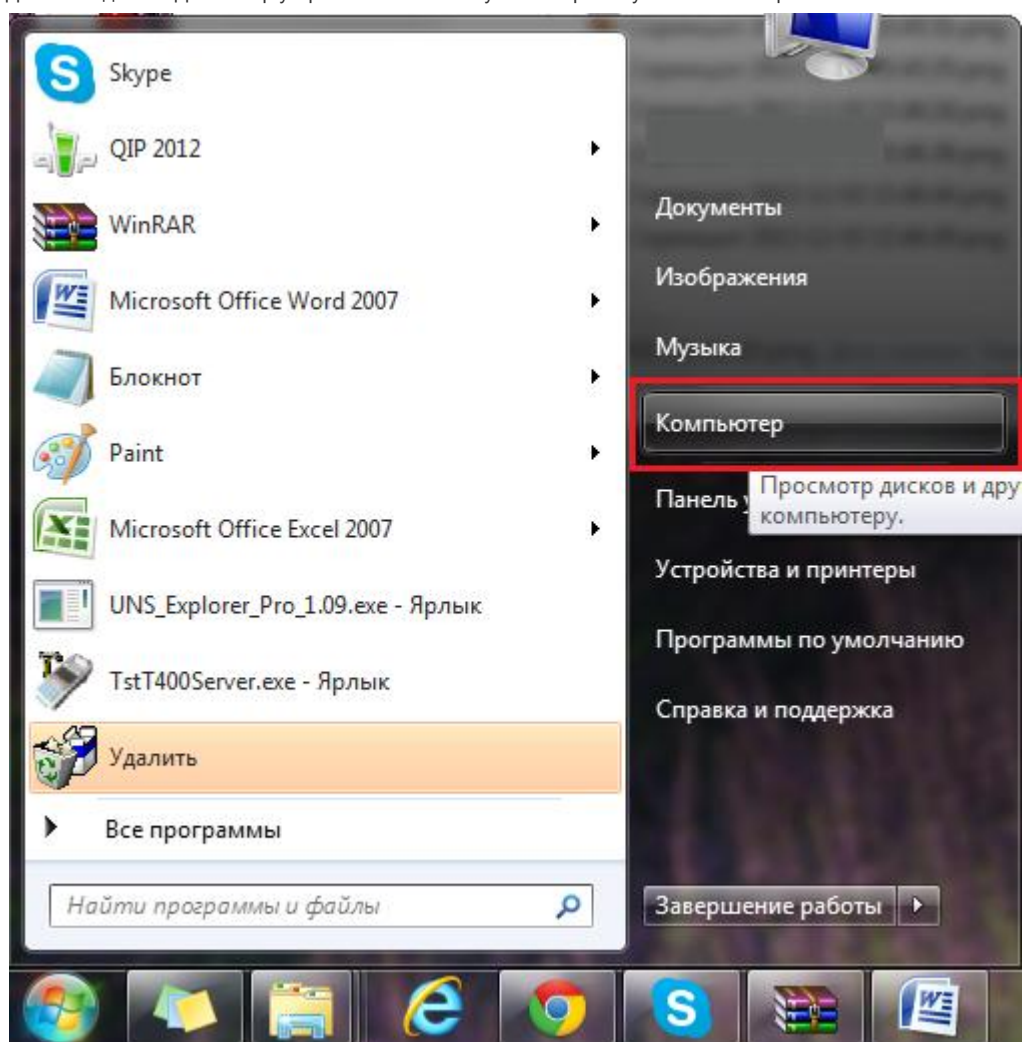 Skype
QIP 2012
WinRAR
Microsoft Office Word 2007
Блокнот
Paint
Microsoft Office Excel 2007
UNS_Explorer_Pro_1.09.exe - Ярлык
TstT400Server.exe - Ярлык
Удалить
Все программы
Найти программы и файлы
Документы
Изображения
Музыка
Компьютер
Просмотр дисков и дру
компьютеру.
Панель
Устройства и принтеры
Программы по умолчанию
Справка и поддержка
Завершение работы